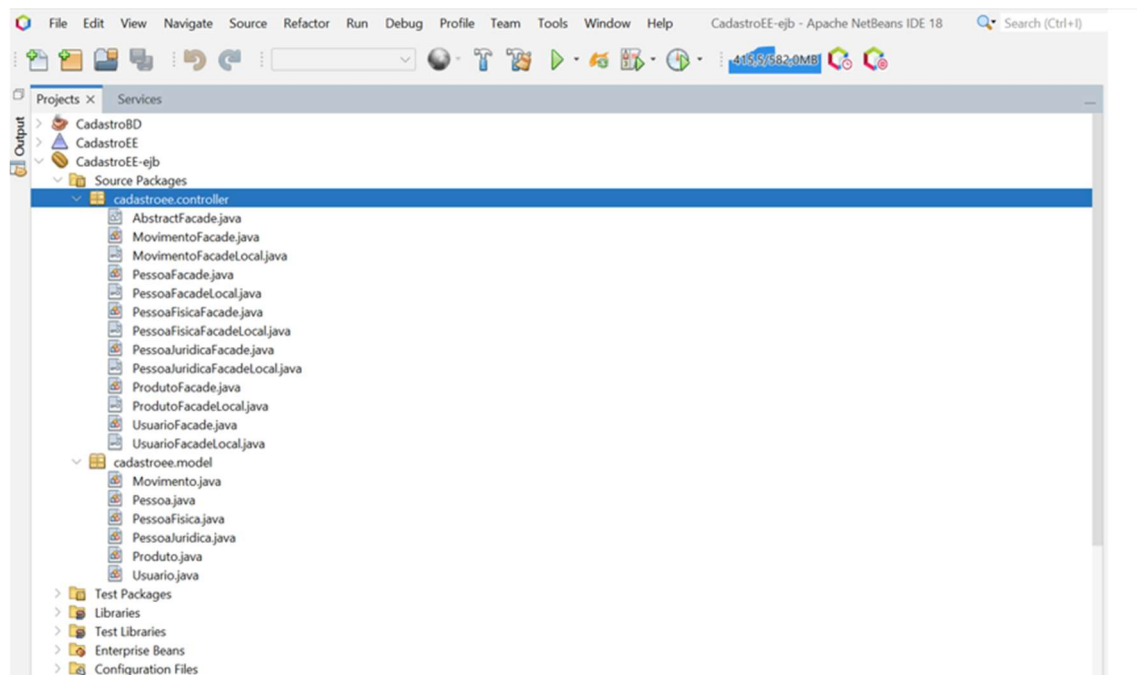 File Edit View Navigate Source Refactor Run Debug Profile Team Tools Window Help CadastroEE-ejb - Apache NetBeans IDE 18 Search (Ctrl+I)
415,5/582,0MB
Projects Services
Output
CadastroBD
CadastroEE
CadastroEE-ejb
Source Packages
cadastroee.controller
AbstractFacade.java
MovimentoFacade.java
MovimentoFacadeLocal.java
PessoaFacade.java
PessoaFacadeLocal.java
PessoaFisicaFacade.java
PessoaFisicaFacadeLocal.java
PessoaJuridicaFacade.java
PessoaJuridicaFacadeLocal.java
ProdutoFacade.java
ProdutoFacadeLocal.java
UsuarioFacade.java
UsuarioFacadeLocal.java
cadastroee.model
Movimento.java
Pessoa.java
PessoaFisica.java
PessoaJuridica.java
Produto.java
Usuario.java
Test Packages
Libraries
Test Libraries
Enterprise Beans
Configuration Files